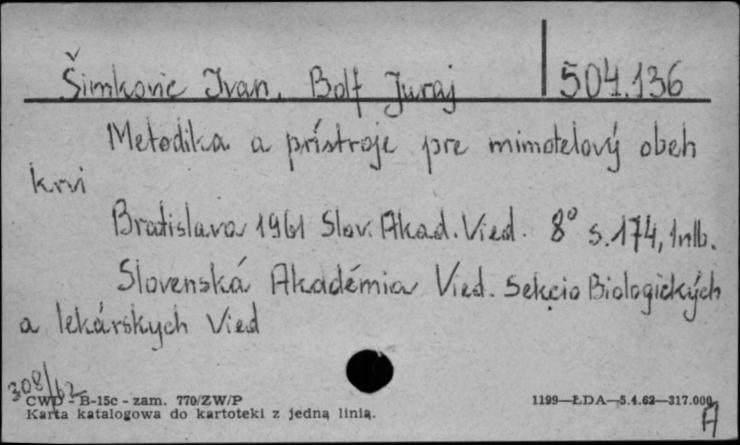 Šimkovic Ivan, Bolf Juraj 504.136
Metodika a prístroje pre mimotelový obeh
krvi
Bratislava 1961 Slov. Akad. Vied. 8° s. 174, 1nlb.
Slovenská Akadémia Vied. Sekcio Biologických
a lekárskych Vied
308/62
CWD - B-15c - zam. 770/ZW/P 1199—ŁDA—5.4.62—317.000
Karta katalogowa do kartoteki z jedną linią.
A